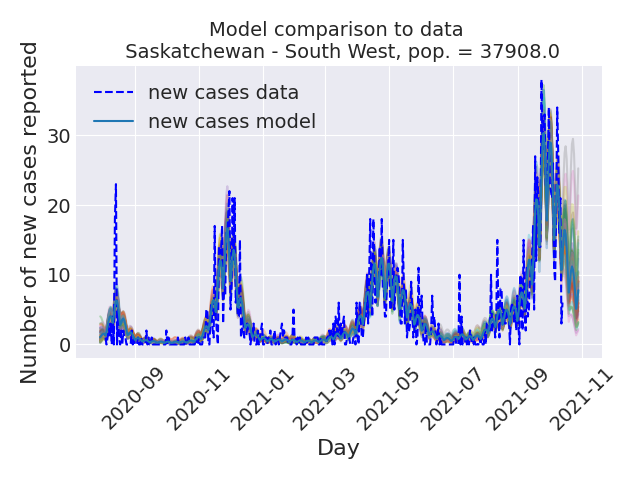 Model comparison to data
Saskatchewan - South West, pop. = 37908.0
Number of new cases reported
new cases data
new cases model
30
20
10
0
2020-09
2020-11
2021-01
2021-03
2021-05
2021-07
2021-09
2021-11
Day